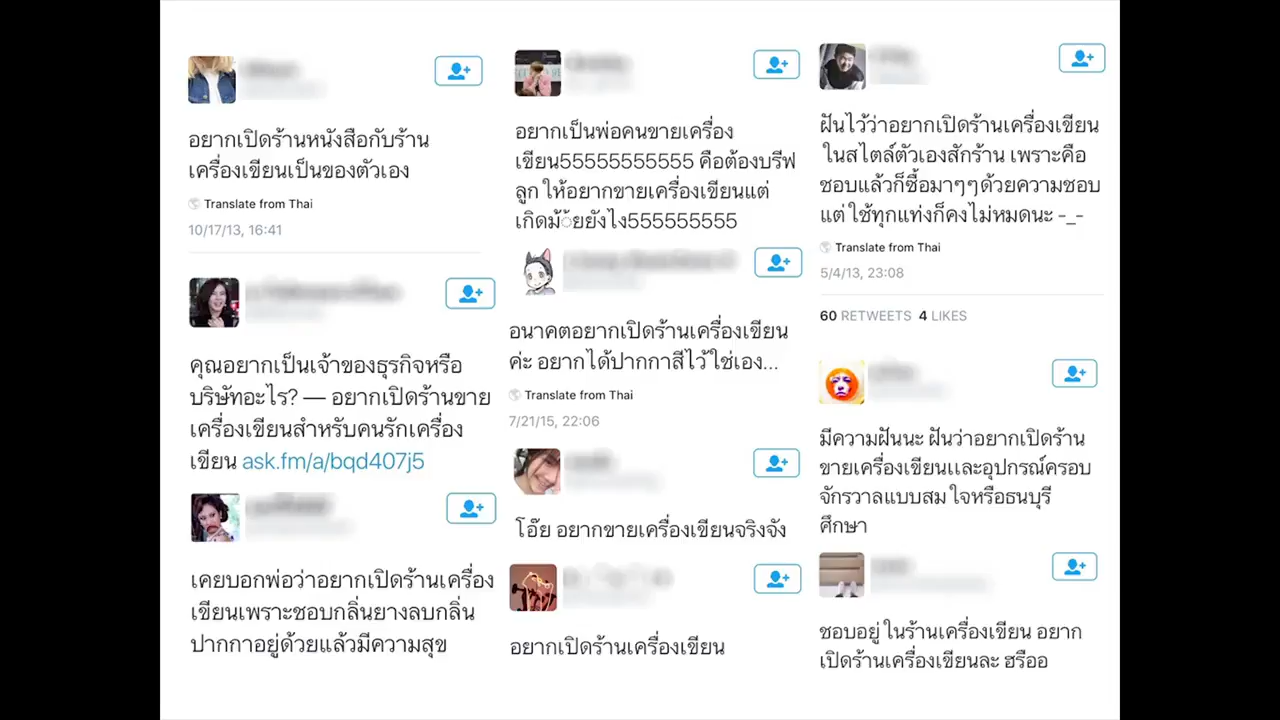 อยากเปิดร้านหนังสือกับร้าน
เครื่องเขียนเป็นของตัวเอง
Translate from Thai
10/17/13, 16:41
คุณอยากเป็นเจ้าของธุรกิจหรือ
บริษัทอะไร? — อยากเปิดร้านขาย
เครื่องเขียนสำหรับคนรักเครื่อง
เขียน ask.fm/a/bqd407j5
เคยบอกพ่อว่าอยากเปิดร้านเครื่อง
เขียนเพราะชอบกลิ่นยางลบกลิ่น
ปากกาอยู่ด้วยแล้วมีความสุข
อยากเป็นพ่อคนขายเครื่อง
เขียน55555555555 คือต้องบรีฟ
ลูก ให้อยากขายเครื่องเขียนแต่
เกิดม้้ยยังไง555555555
อนาคตอยากเปิดร้านเครื่องเขียน
ค่ะ อยากได้ปากกาสีไว้ใช่เอง...
Translate from Thai
7/21/15, 22:06
โอ๊ย อยากขายเครื่องเขียนจริงจัง
อยากเปิดร้านเครื่องเขียน
ฝันไว้ว่าอยากเปิดร้านเครื่องเขียน
ในสไตล์ตัวเองสักร้าน เพราะคือ
ชอบแล้วก็ซื้อมาๆๆด้วยความชอบ
แต่ ใช้ทุกแท่งก็คงไม่หมดนะ -_-
Translate from Thai
5/4/13, 23:08
60 RETWEETS 4 LIKES
มีความฝันนะ ฝันว่าอยากเปิดร้าน
ขายเครื่องเขียนและอุปกรณ์ครอบ
จักรวาลแบบสม ใจหรือธนบุรี
ศึกษา
ชอบอยู่ ในร้านเครื่องเขียน อยาก
เปิดร้านเครื่องเขียนละ ฮรืออ